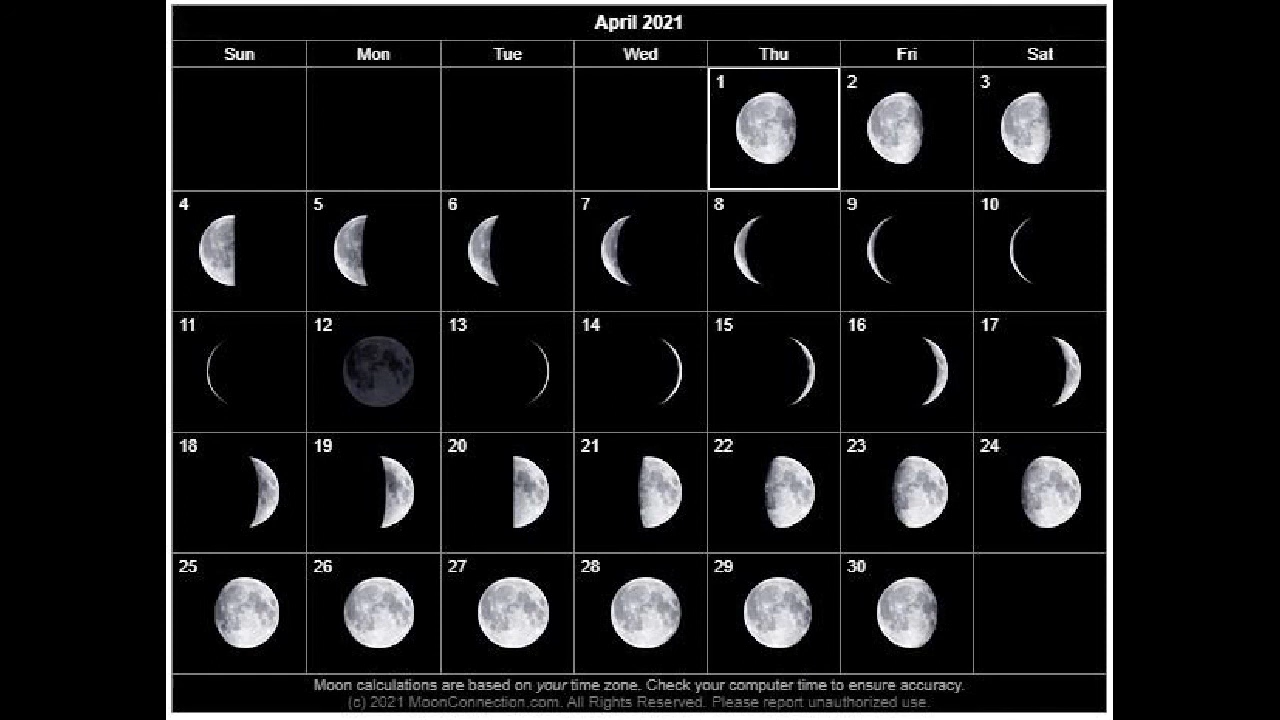 April 2021
Sun Mon Tue Wed Thu Fri Sat
1 2 3
4 5 6 7 8 9 10
11 12 13 14 15 16 17
18 19 20 21 22 23 24
25 26 27 28 29 30
Moon calculations are based on your time zone. Check your computer time to ensure accuracy.
(c) 2021 MoonConnection.com. All Rights Reserved. Please report unauthorized use.